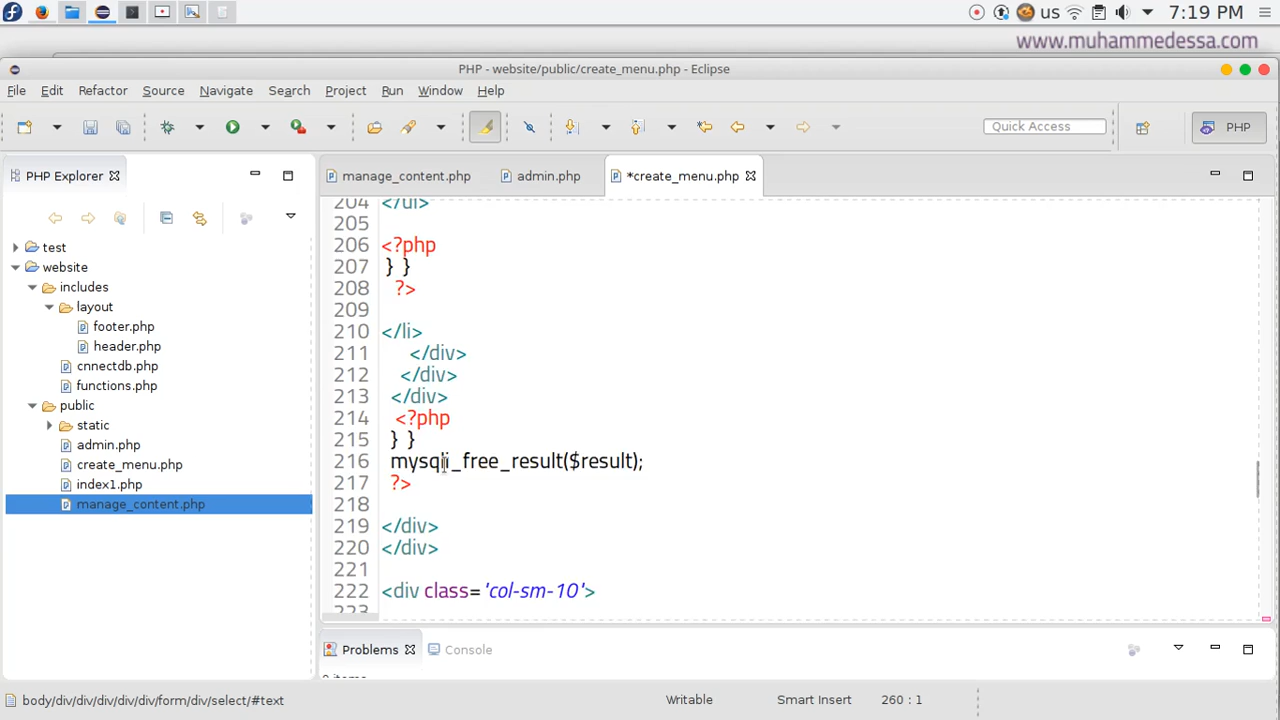 us
7:19 PM
www.muhammedessa.com
PHP - website/public/create_menu.php - Eclipse
File Edit Refactor Source Navigate Search Project Run Window Help
Quick Access
PHP
PHP Explorer
manage_content.php
admin.php
*create_menu.php
test
website
includes
layout
footer.php
header.php
cnnectdb.php
functions.php
public
static
admin.php
create_menu.php
index1.php
manage_content.php
204 </ul>
205
206 <?php
207 } }
208 ?>
209
210 </li>
211 </div>
212 </div>
213 </div>
214 <?php
215 } }
216 mysqli_free_result($result);
217 ?>
218
219 </div>
220 </div>
221
222 <div class='col-sm-10'>
223
Problems
Console
body/div/div/div/div/div/form/div/select/#text
Writable
Smart Insert
260 : 1